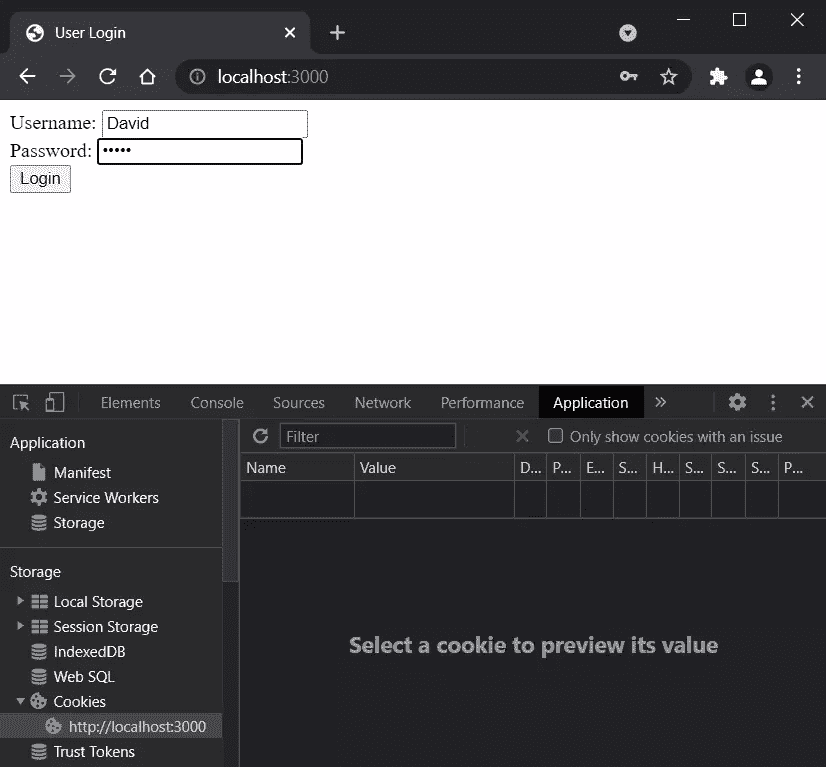 User Login
localhost:3000
Username: David
Password: •••••
Login
Elements Console Sources Network Performance Application
Application
Manifest
Service Workers
Storage
Storage
Local Storage
Session Storage
IndexedDB
Web SQL
Cookies
http://localhost:3000
Trust Tokens
Filter Only show cookies with an issue
Name Value D... P... E... S... H... S... S... S... P...
Select a cookie to preview its value